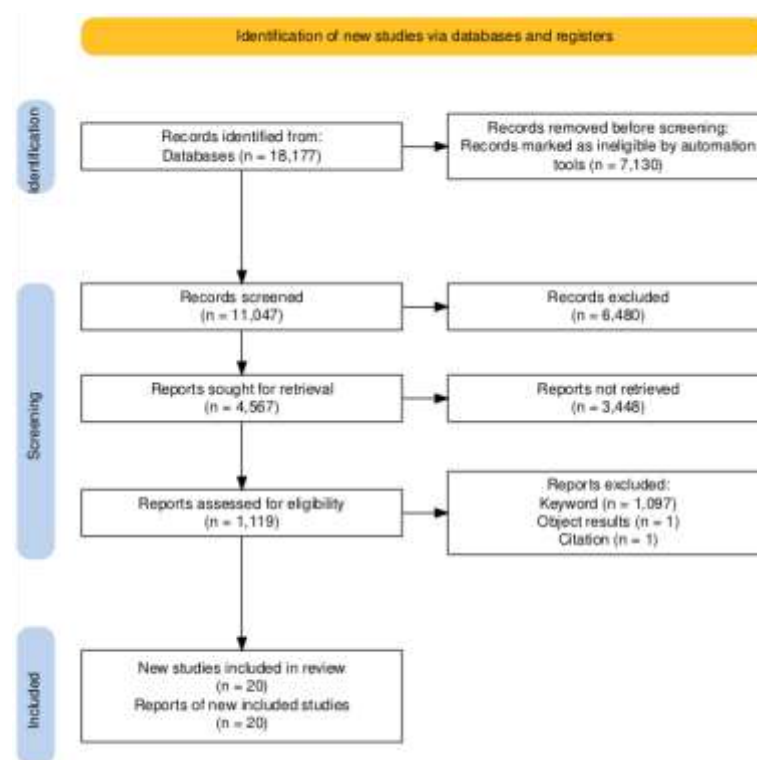 Identification of new studies via databases and registers
Identification
Records identified from:
Databases (n = 18,177)
Records removed before screening:
Records marked as ineligible by automation
tools (n = 7,130)
Screening
Records screened
(n = 11,047)
Records excluded
(n = 6,480)
Reports sought for retrieval
(n = 4,567)
Reports not retrieved
(n = 3,448)
Reports assessed for eligibility
(n = 1,119)
Reports excluded:
Keyword (n = 1,097)
Object results (n = 1)
Citation (n = 1)
Included
New studies included in review
(n = 20)
Reports of new included studies
(n = 20)